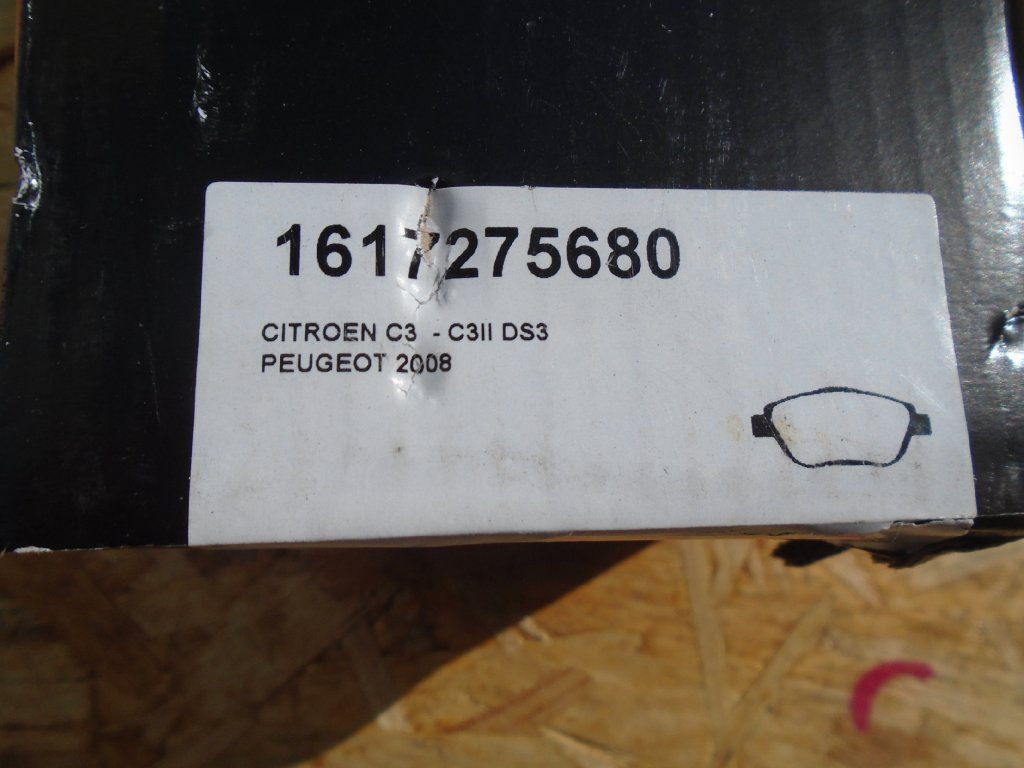 1617275680
CITROEN C3 - C3II DS3
PEUGEOT 2008